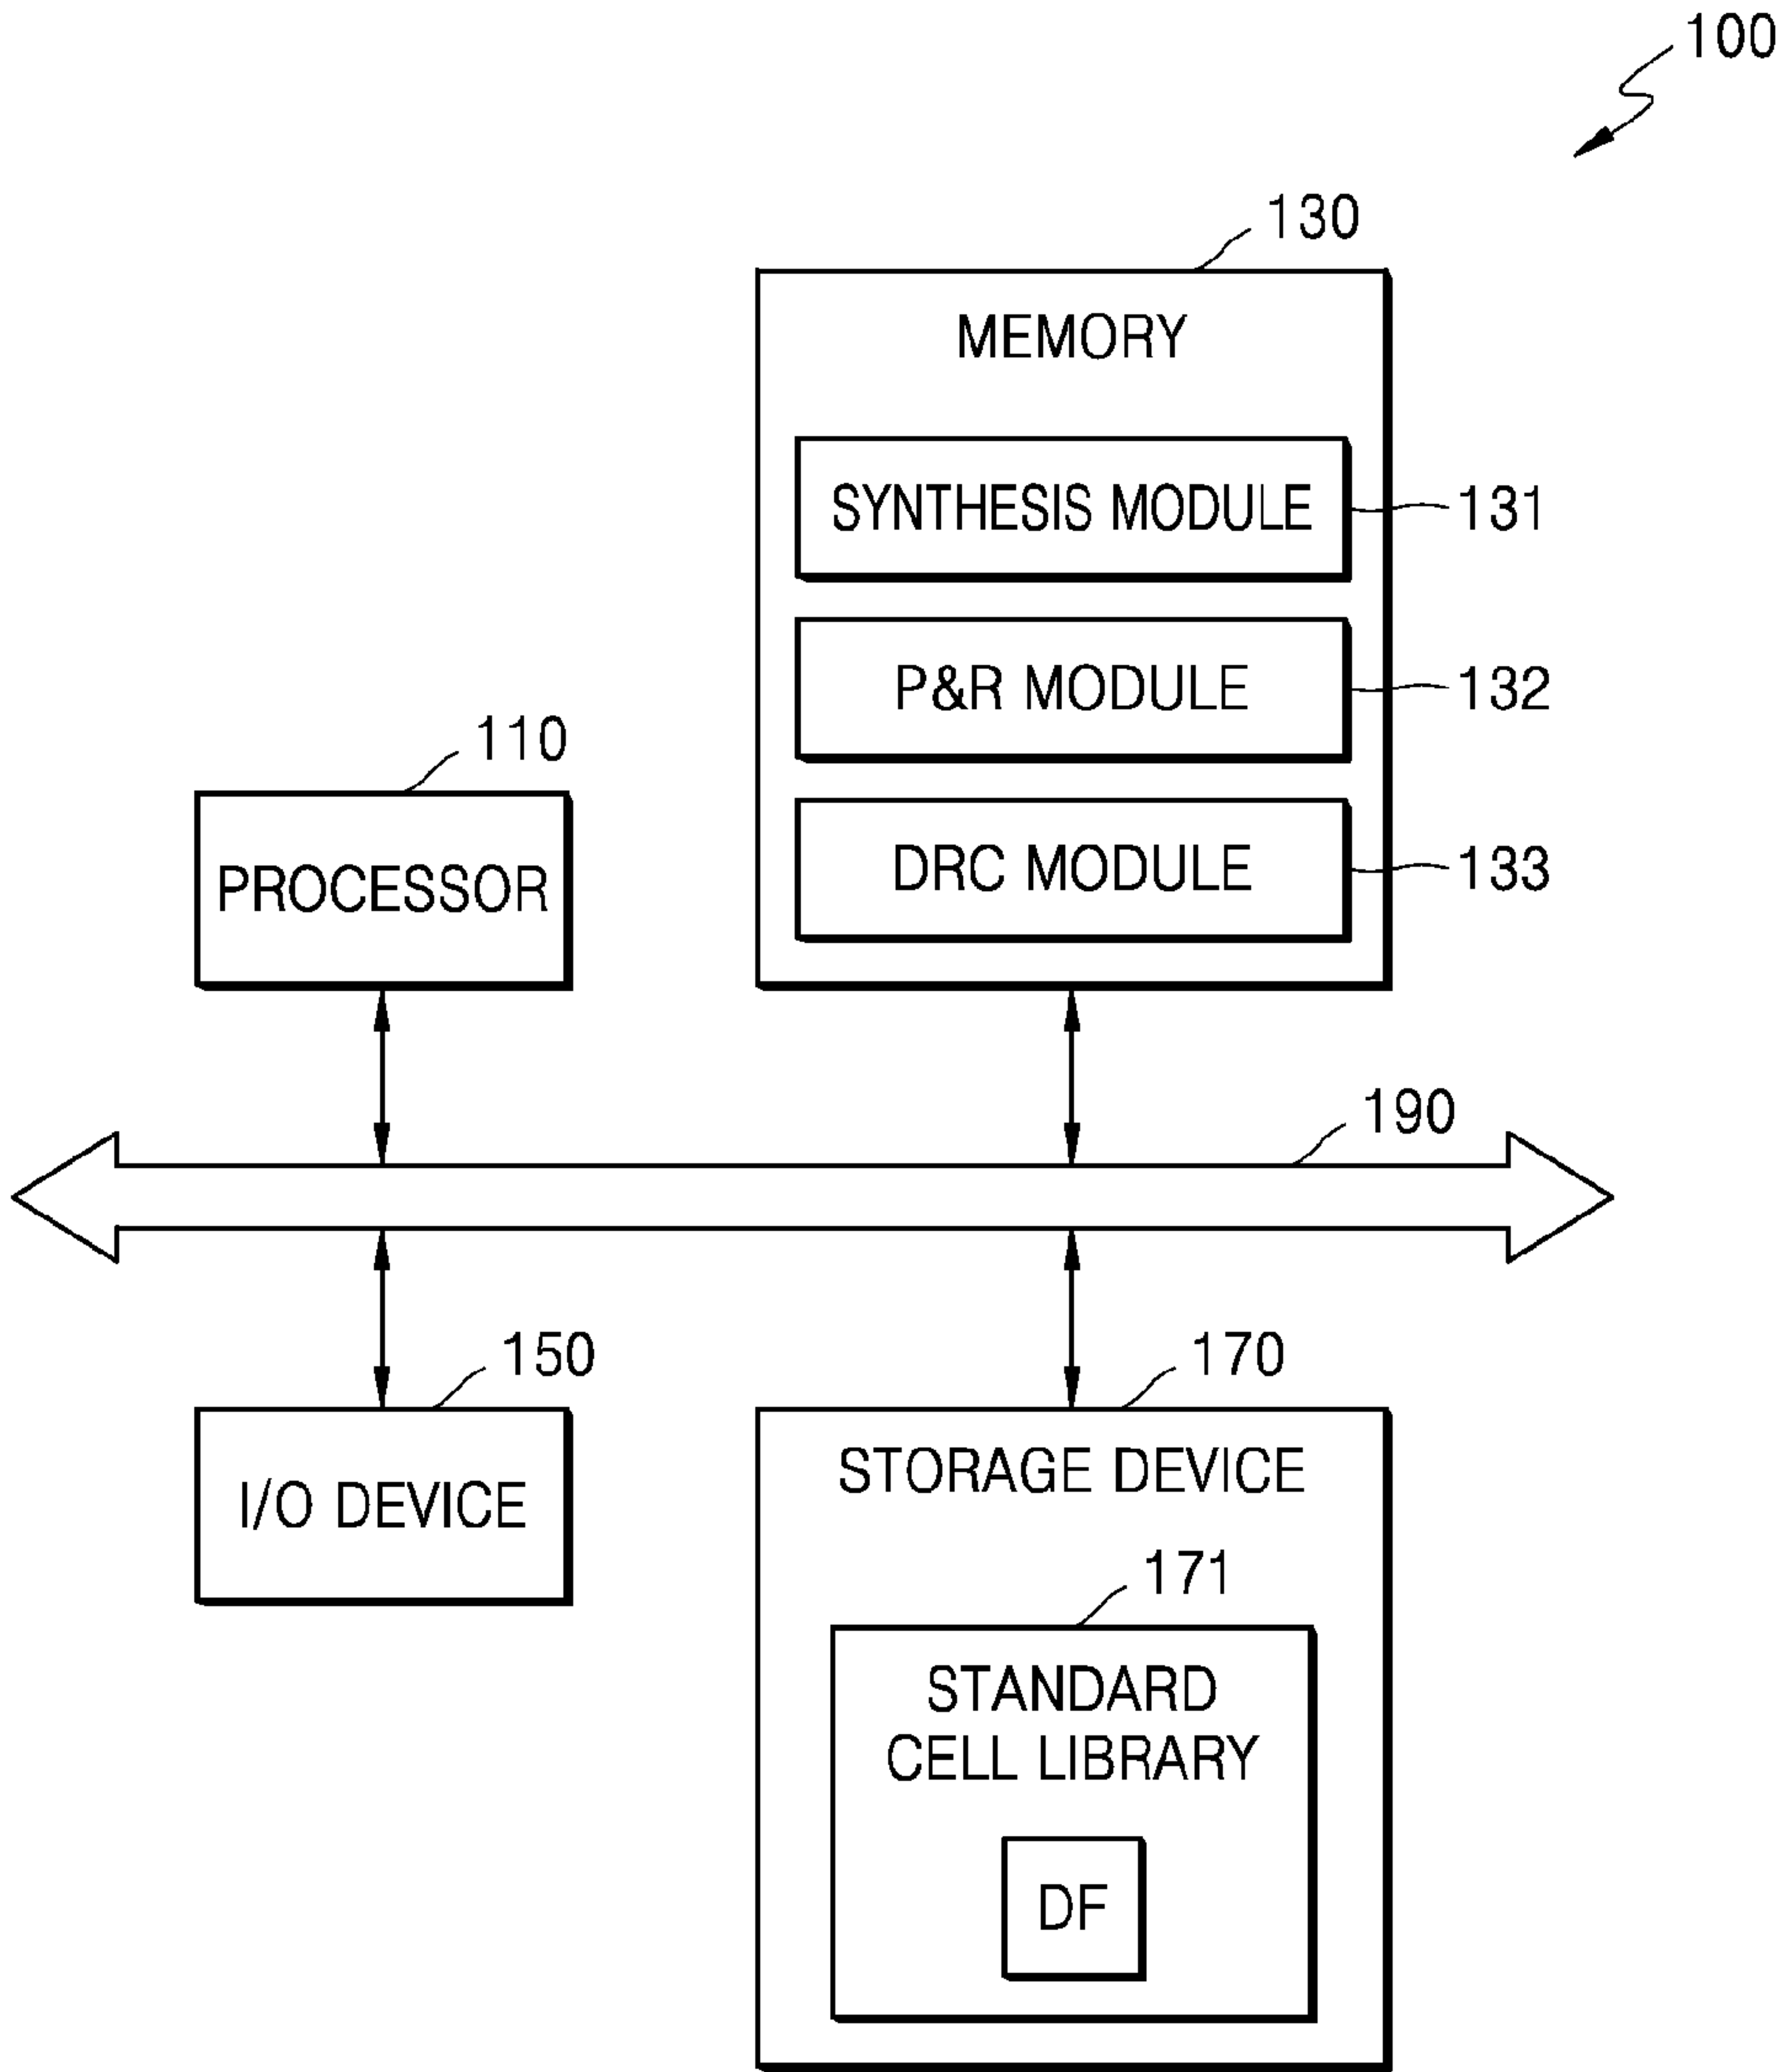 100
130
MEMORY
SYNTHESIS MODULE
131
P&R MODULE
132
110
PROCESSOR
DRC MODULE
133
190
150
I/O DEVICE
170
STORAGE DEVICE
171
STANDARD
CELL LIBRARY
DF